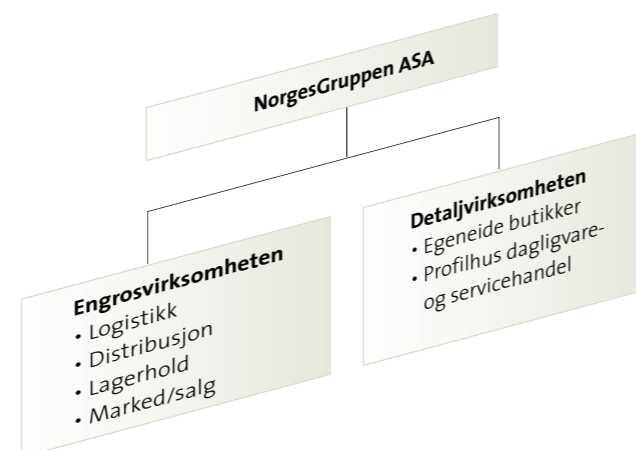 NorgesGruppen ASA
Engrosvirksomheten
• Logistikk
• Distribusjon
• Lagerhold
• Marked/salg
Detaljvirksomheten
• Egeneide butikker
• Profilhus dagligvare-
og servicehandel